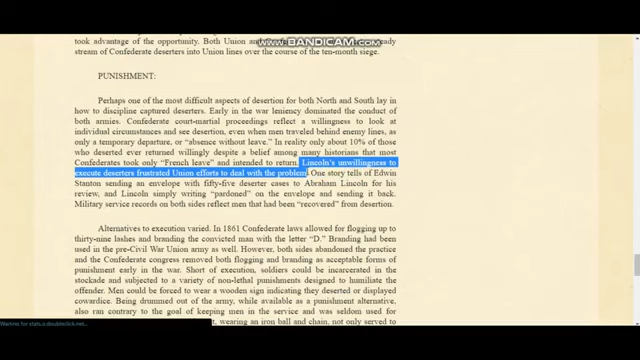 took advantage of the opportunity. Both Union an
eady
www.BANDICAM.com
stream of Confederate deserters into Union lines over the course of the ten-month siege.
PUNISHMENT:
Perhaps one of the most difficult aspects of desertion for both North and South lay in
how to discipline captured deserters. Early in the war leniency dominated the conduct of
both armies. Confederate court-martial proceedings reflect a willingness to look at
individual circumstances and see desertion, even when men traveled behind enemy lines, as
only a temporary departure, or “absence without leave.” In reality only about 10% of those
who deserted ever returned willingly despite a belief among many historians that most
Confederates took only “French leave” and intended to return. Lincoln's unwillingness to
execute deserters frustrated Union efforts to deal with the problem. One story tells of Edwin
Stanton sending an envelope with fifty-five deserter cases to Abraham Lincoln for his
review, and Lincoln simply writing “pardoned” on the envelope and sending it back.
Military service records on both sides reflect men that had been “recovered” from desertion.
Alternatives to execution varied. In 1861 Confederate laws allowed for flogging up to
thirty-nine lashes and branding the convicted man with the letter “D.” Branding had been
used in the pre-Civil War Union army as well. However, both sides abandoned the practice
and the Confederate congress removed both flogging and branding as acceptable forms of
punishment early in the war. Short of execution, soldiers could be incarcerated in the
stockade and subjected to a variety of non-lethal punishments designed to humiliate the
offender. Men could be forced to wear a wooden sign indicating they deserted or displayed
cowardice. Being drummed out of the army, while available as a punishment alternative,
also ran contrary to the goal of keeping men in the service and was seldom used for
t, wearing an iron ball and chain, not only served to
Waiting for stats.g.doubleclick.net...